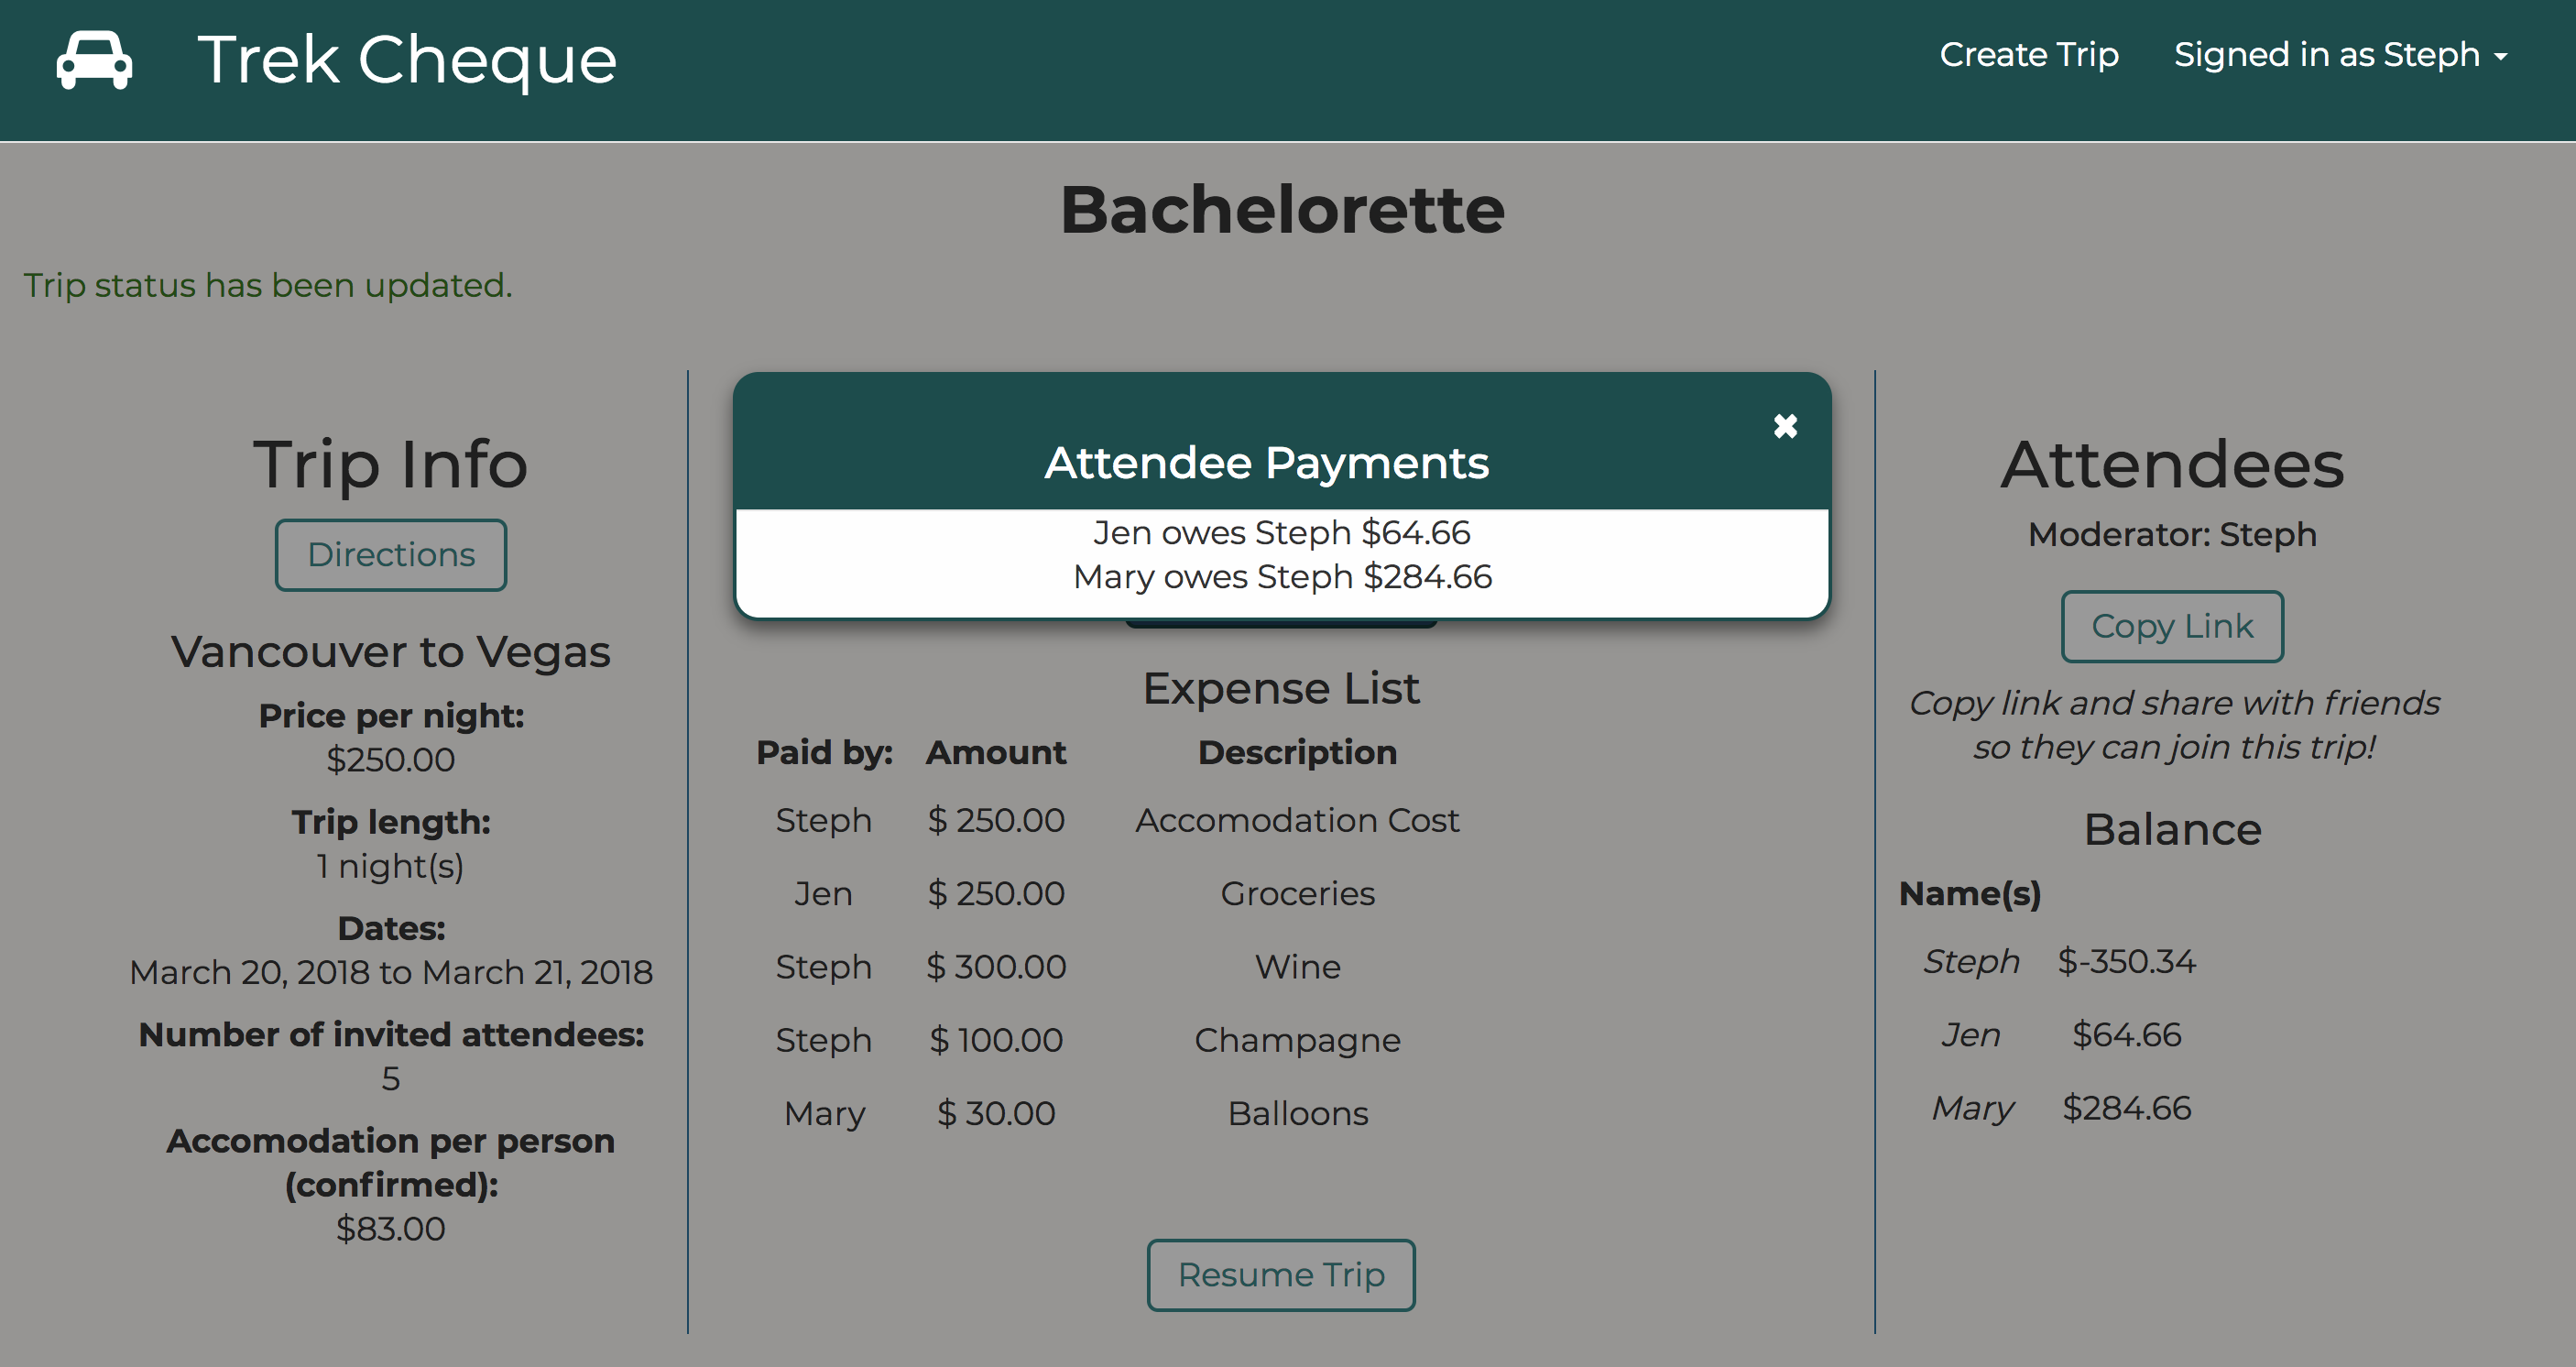 Trek Cheque
Create Trip
Signed in as Steph
Bachelorette
Trip status has been updated.
Trip Info
Directions
Vancouver to Vegas
Price per night:
$250.00
Trip length:
1 night(s)
Dates:
March 20, 2018 to March 21, 2018
Number of invited attendees:
5
Accomodation per person
(confirmed):
$83.00
Attendee Payments
Jen owes Steph $64.66
Mary owes Steph $284.66
Expense List
Paid by: Amount Description
Steph $ 250.00 Accomodation Cost
Jen $ 250.00 Groceries
Steph $ 300.00 Wine
Steph $ 100.00 Champagne
Mary $ 30.00 Balloons
Resume Trip
Attendees
Moderator: Steph
Copy Link
Copy link and share with friends
so they can join this trip!
Balance
Name(s)
Steph $-350.34
Jen $64.66
Mary $284.66